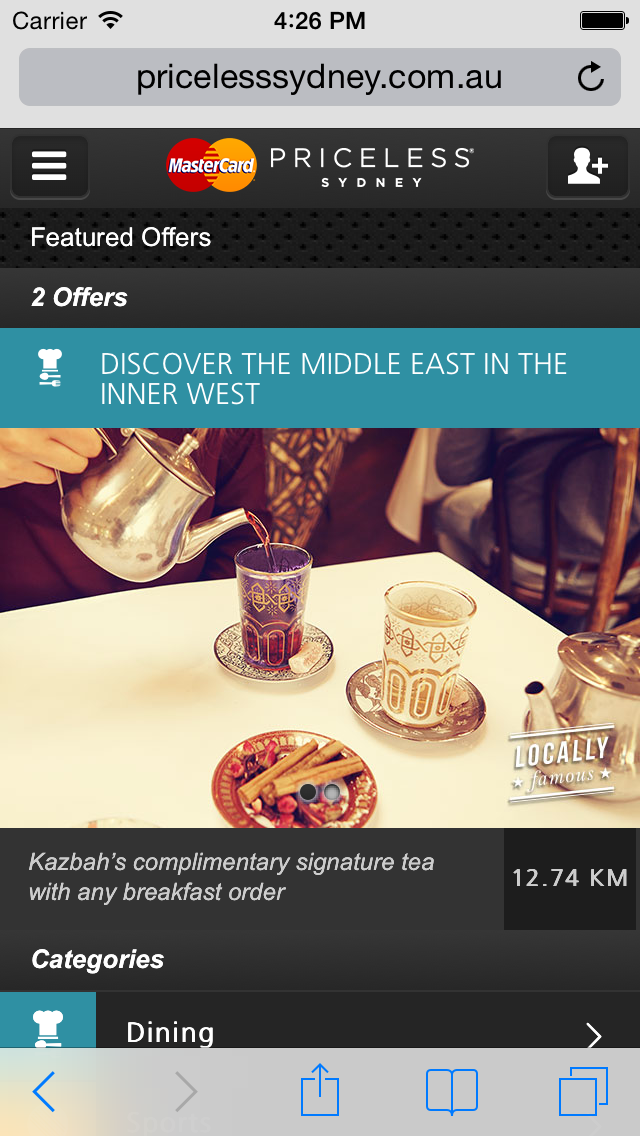 Carrier 4:26 PM
pricelesssydney.com.au
MasterCard PRICELESS®
SYDNEY
Featured Offers
2 Offers
DISCOVER THE MIDDLE EAST IN THE
INNER WEST
LOCALLY
famous
Kazbah’s complimentary signature tea
with any breakfast order
12.74 KM
Categories
Dining
Sports